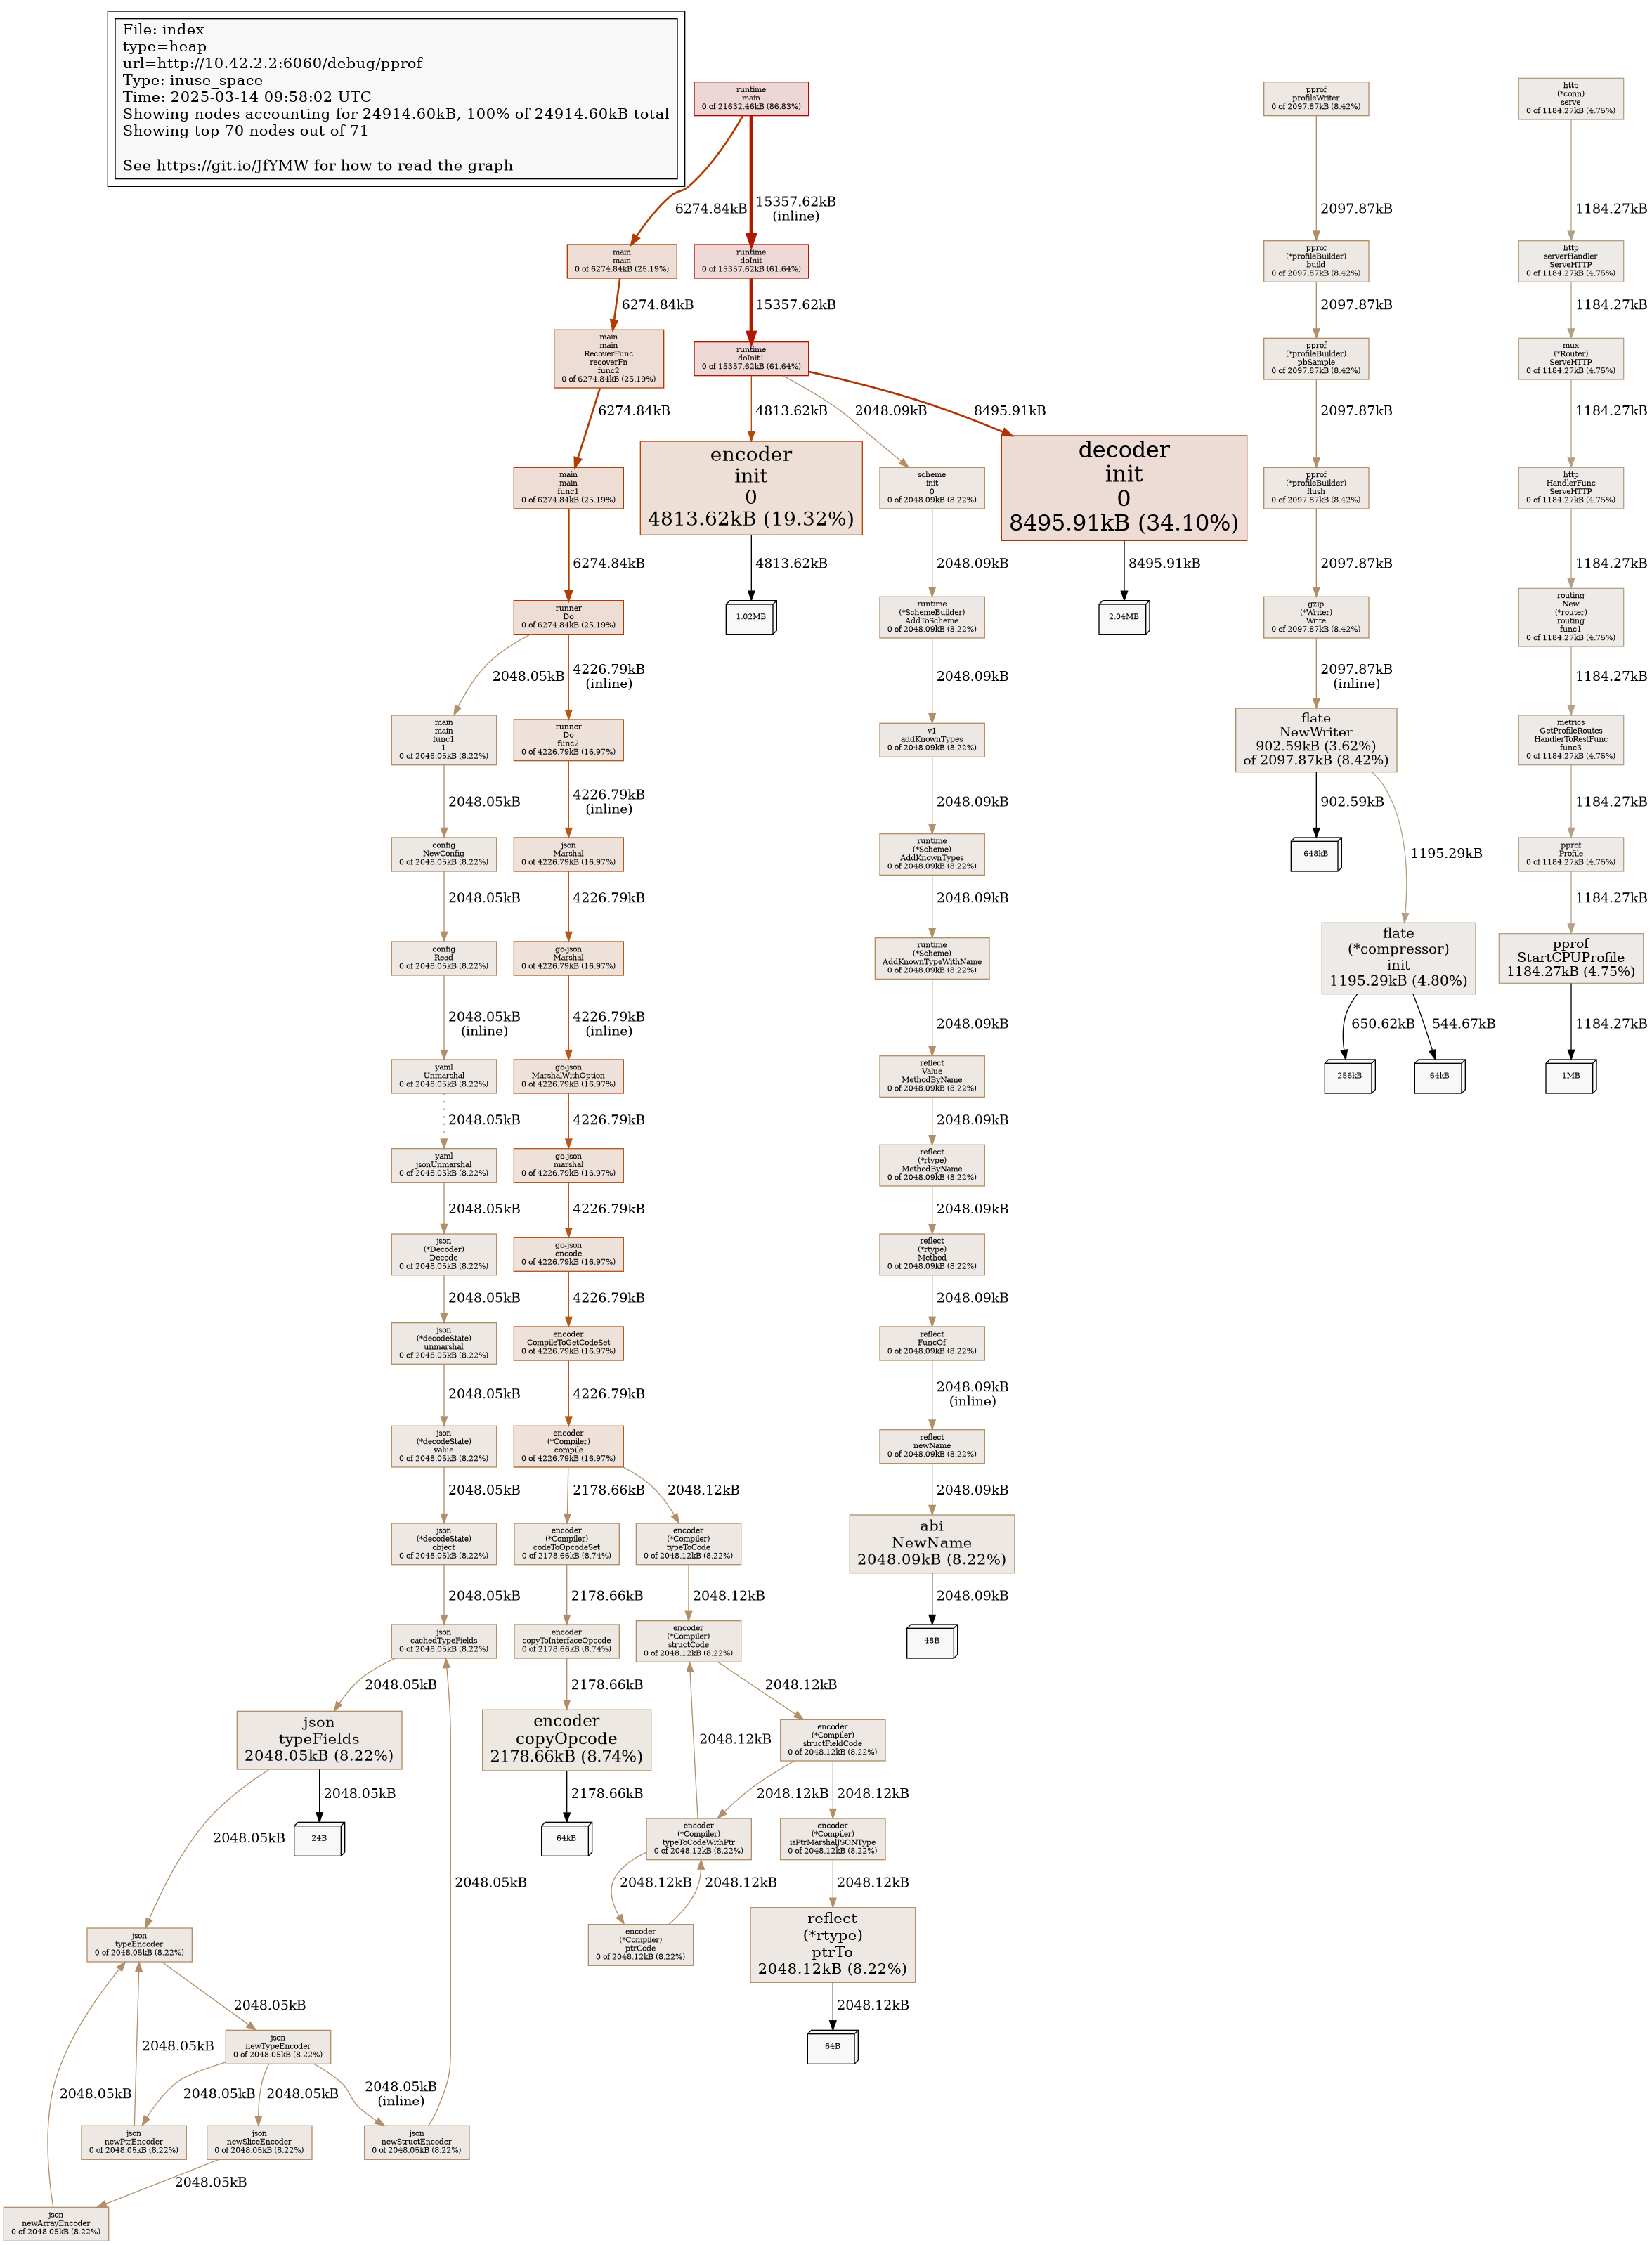 File: index
type=heap
url=http://10.42.2.2:6060/debug/pprof
Type: inuse_space
Time: 2025-03-14 09:58:02 UTC
Showing nodes accounting for 24914.60kB, 100% of 24914.60kB total
Showing top 70 nodes out of 71
See https://git.io/JfYMW for how to read the graph
runtime
main
0 of 21632.46kB (86.83%)
pprof
profileWriter
0 of 2097.87kB (8.42%)
http
(*conn)
serve
0 of 1184.27kB (4.75%)
6274.84kB
15357.62kB
(inline)
2097.87kB
1184.27kB
main
main
0 of 6274.84kB (25.19%)
runtime
doInit
0 of 15357.62kB (61.64%)
pprof
(*profileBuilder)
build
0 of 2097.87kB (8.42%)
http
serverHandler
ServeHTTP
0 of 1184.27kB (4.75%)
6274.84kB
15357.62kB
2097.87kB
1184.27kB
main
main
RecoverFunc
recoverFn
func2
0 of 6274.84kB (25.19%)
runtime
doInit1
0 of 15357.62kB (61.64%)
pprof
(*profileBuilder)
pbSample
0 of 2097.87kB (8.42%)
mux
(*Router)
ServeHTTP
0 of 1184.27kB (4.75%)
6274.84kB
4813.62kB
2048.09kB
8495.91kB
2097.87kB
1184.27kB
main
main
func1
0 of 6274.84kB (25.19%)
encoder
init
0
4813.62kB (19.32%)
scheme
init
0
0 of 2048.09kB (8.22%)
decoder
init
0
8495.91kB (34.10%)
pprof
(*profileBuilder)
flush
0 of 2097.87kB (8.42%)
http
HandlerFunc
ServeHTTP
0 of 1184.27kB (4.75%)
6274.84kB
4813.62kB
2048.09kB
8495.91kB
2097.87kB
1184.27kB
runner
Do
0 of 6274.84kB (25.19%)
1.02MB
runtime
(*SchemeBuilder)
AddToScheme
0 of 2048.09kB (8.22%)
2.04MB
gzip
(*Writer)
Write
0 of 2097.87kB (8.42%)
routing
New
(*router)
routing
func1
0 of 1184.27kB (4.75%)
2048.05kB
4226.79kB
(inline)
2048.09kB
2097.87kB
(inline)
1184.27kB
main
main
func1
1
0 of 2048.05kB (8.22%)
runner
Do
func2
0 of 4226.79kB (16.97%)
v1
addKnownTypes
0 of 2048.09kB (8.22%)
flate
NewWriter
902.59kB (3.62%)
of 2097.87kB (8.42%)
metrics
GetProfileRoutes
HandlerToRestFunc
func3
0 of 1184.27kB (4.75%)
2048.05kB
4226.79kB
(inline)
2048.09kB
902.59kB
1195.29kB
1184.27kB
config
NewConfig
0 of 2048.05kB (8.22%)
json
Marshal
0 of 4226.79kB (16.97%)
runtime
(*Scheme)
AddKnownTypes
0 of 2048.09kB (8.22%)
648kB
pprof
Profile
0 of 1184.27kB (4.75%)
2048.05kB
4226.79kB
2048.09kB
1184.27kB
config
Read
0 of 2048.05kB (8.22%)
go-json
Marshal
0 of 4226.79kB (16.97%)
runtime
(*Scheme)
AddKnownTypeWithName
0 of 2048.09kB (8.22%)
flate
(*compressor)
init
1195.29kB (4.80%)
pprof
StartCPUProfile
1184.27kB (4.75%)
2048.05kB
(inline)
4226.79kB
(inline)
2048.09kB
650.62kB
544.67kB
1184.27kB
yaml
Unmarshal
0 of 2048.05kB (8.22%)
go-json
MarshalWithOption
0 of 4226.79kB (16.97%)
reflect
Value
MethodByName
0 of 2048.09kB (8.22%)
256kB
64kB
1MB
2048.05kB
4226.79kB
2048.09kB
yaml
jsonUnmarshal
0 of 2048.05kB (8.22%)
go-json
marshal
0 of 4226.79kB (16.97%)
reflect
(*rtype)
MethodByName
0 of 2048.09kB (8.22%)
2048.05kB
4226.79kB
2048.09kB
json
(*Decoder)
Decode
0 of 2048.05kB (8.22%)
go-json
encode
0 of 4226.79kB (16.97%)
reflect
(*rtype)
Method
0 of 2048.09kB (8.22%)
2048.05kB
4226.79kB
2048.09kB
json
(*decodeState)
unmarshal
0 of 2048.05kB (8.22%)
encoder
CompileToGetCodeSet
0 of 4226.79kB (16.97%)
reflect
FuncOf
0 of 2048.09kB (8.22%)
2048.05kB
4226.79kB
2048.09kB
(inline)
json
(*decodeState)
value
0 of 2048.05kB (8.22%)
encoder
(*Compiler)
compile
0 of 4226.79kB (16.97%)
reflect
newName
0 of 2048.09kB (8.22%)
2048.05kB
2178.66kB
2048.12kB
2048.09kB
json
(*decodeState)
object
0 of 2048.05kB (8.22%)
encoder
(*Compiler)
codeToOpcodeSet
0 of 2178.66kB (8.74%)
encoder
(*Compiler)
typeToCode
0 of 2048.12kB (8.22%)
abi
NewName
2048.09kB (8.22%)
2048.05kB
2178.66kB
2048.12kB
2048.09kB
json
cachedTypeFields
0 of 2048.05kB (8.22%)
encoder
copyToInterfaceOpcode
0 of 2178.66kB (8.74%)
encoder
(*Compiler)
structCode
0 of 2048.12kB (8.22%)
48B
2048.05kB
2178.66kB
2048.12kB
json
typeFields
2048.05kB (8.22%)
encoder
copyOpcode
2178.66kB (8.74%)
2048.12kB
encoder
(*Compiler)
structFieldCode
0 of 2048.12kB (8.22%)
2048.05kB
2048.05kB
2178.66kB
2048.12kB
2048.12kB
24B
64kB
encoder
(*Compiler)
typeToCodeWithPtr
0 of 2048.12kB (8.22%)
encoder
(*Compiler)
isPtrMarshalJSONType
0 of 2048.12kB (8.22%)
2048.05kB
2048.12kB
2048.12kB
2048.12kB
json
typeEncoder
0 of 2048.05kB (8.22%)
encoder
(*Compiler)
ptrCode
0 of 2048.12kB (8.22%)
reflect
(*rtype)
ptrTo
2048.12kB (8.22%)
2048.05kB
2048.12kB
2048.05kB
json
newTypeEncoder
0 of 2048.05kB (8.22%)
64B
2048.05kB
2048.05kB
2048.05kB
2048.05kB
(inline)
json
newPtrEncoder
0 of 2048.05kB (8.22%)
json
newSliceEncoder
0 of 2048.05kB (8.22%)
json
newStructEncoder
0 of 2048.05kB (8.22%)
2048.05kB
json
newArrayEncoder
0 of 2048.05kB (8.22%)